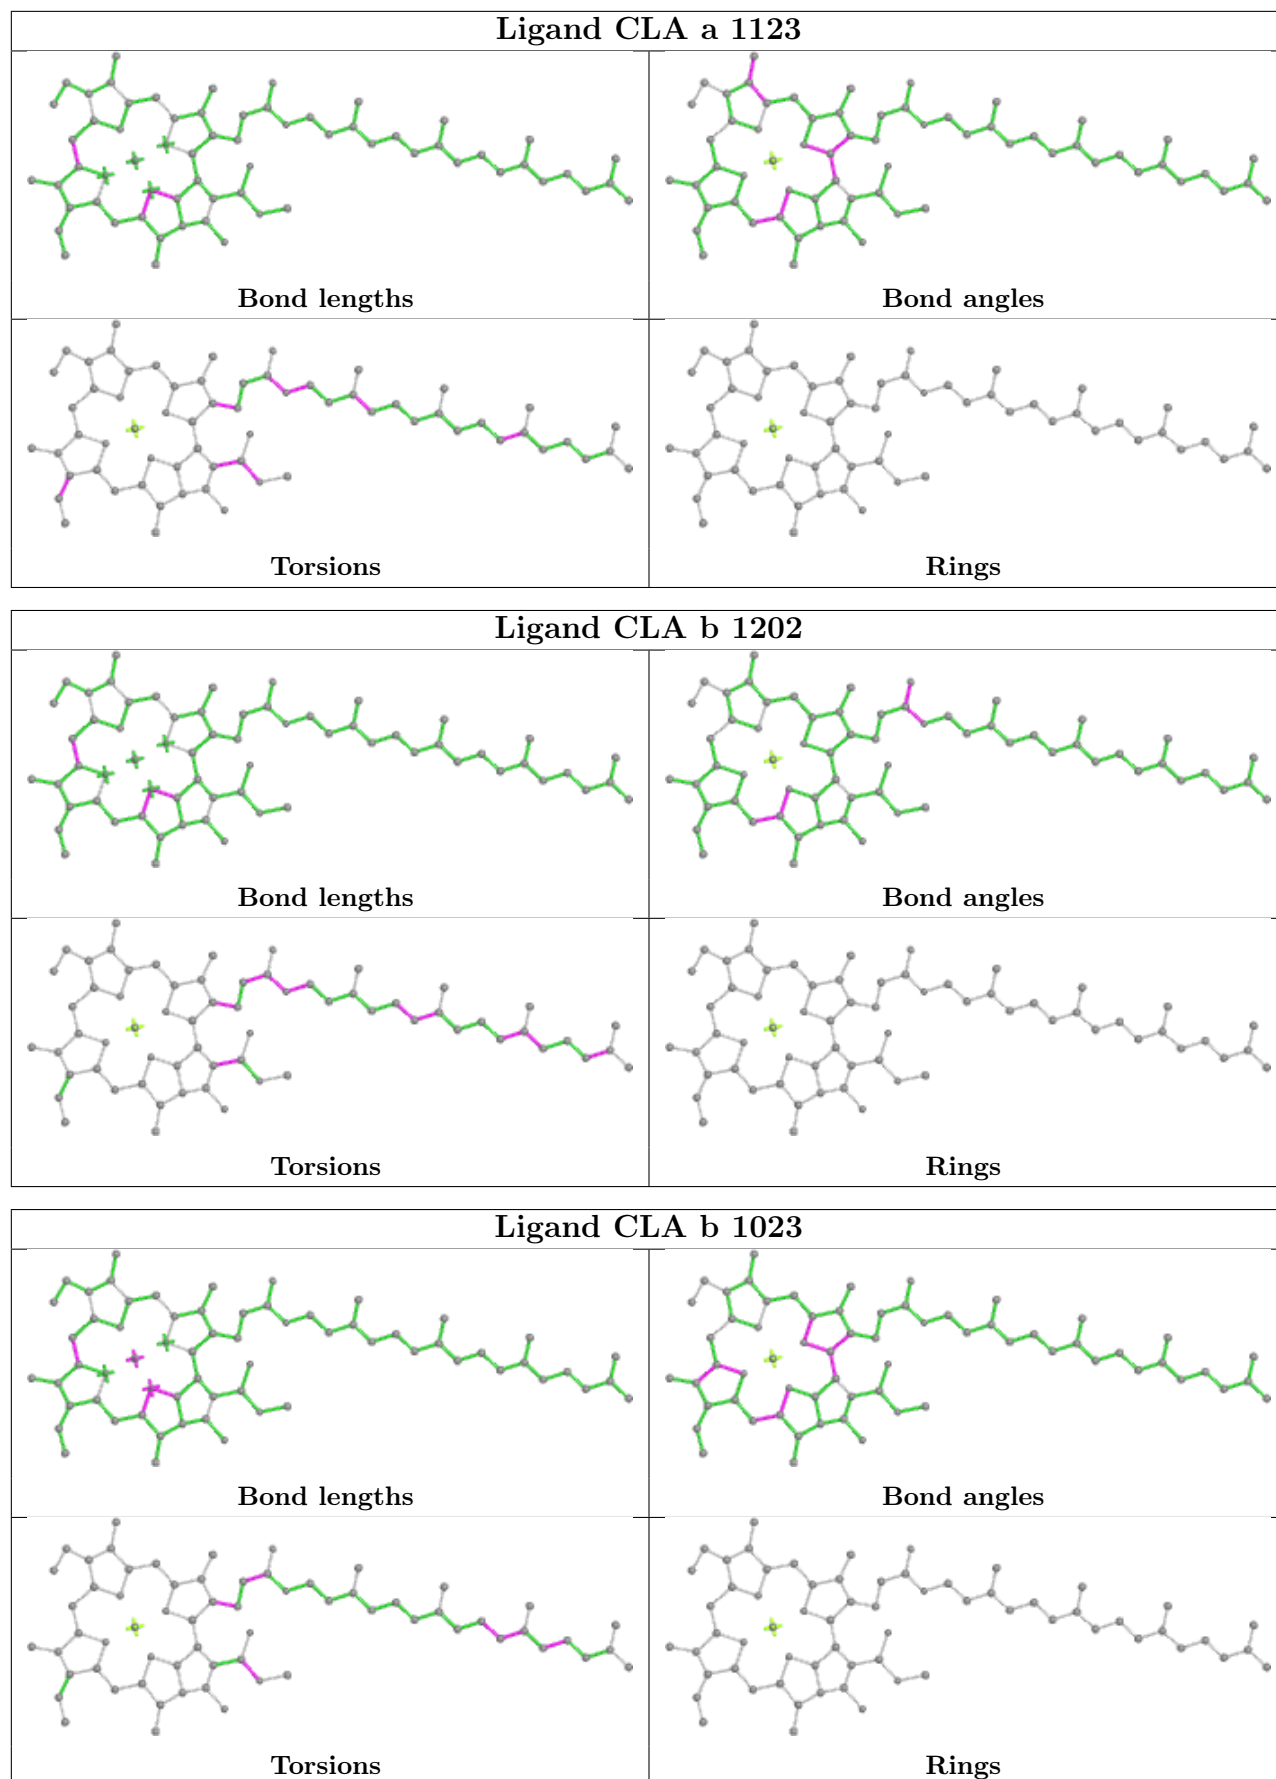 Ligand CLA a 1123
Bond lengths
Bond angles
Torsions
Rings
Ligand CLA b 1202
Bond lengths
Bond angles
Torsions
Rings
Ligand CLA b 1023
Bond lengths
Bond angles
Torsions
Rings